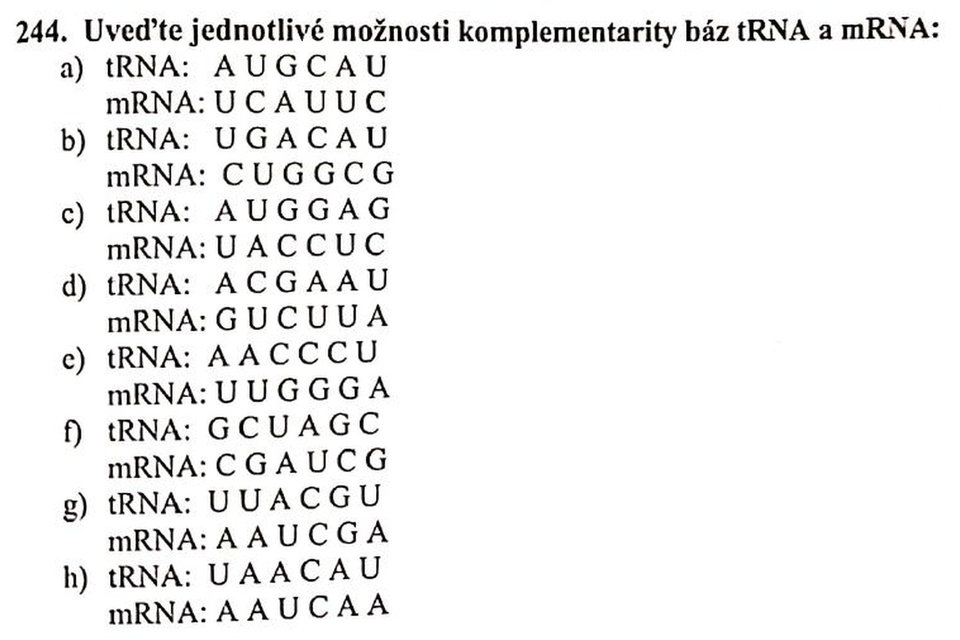 244. Uveďte jednotlivé možnosti komplementarity báz tRNA a mRNA:
a) tRNA: A U G C A U
mRNA: U C A U U C
b) tRNA: U G A C A U
mRNA: C U G G C G
c) tRNA: A U G G A G
mRNA: U A C C U C
d) tRNA: A C G A A U
mRNA: G U C U U A
e) tRNA: A A C C C U
mRNA: U U G G G A
f) tRNA: G C U A G C
mRNA: C G A U C G
g) tRNA: U U A C G U
mRNA: A A U C G A
h) tRNA: U A A C A U
mRNA: A A U C A A